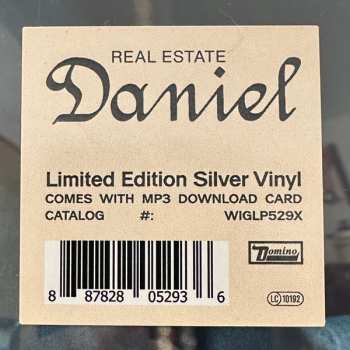 REAL ESTATE
Daniel
Limited Edition Silver Vinyl
COMES WITH MP3 DOWNLOAD CARD
CATALOG #: WIGLP529X
Domino
8 87828 05293 6
LC 10192